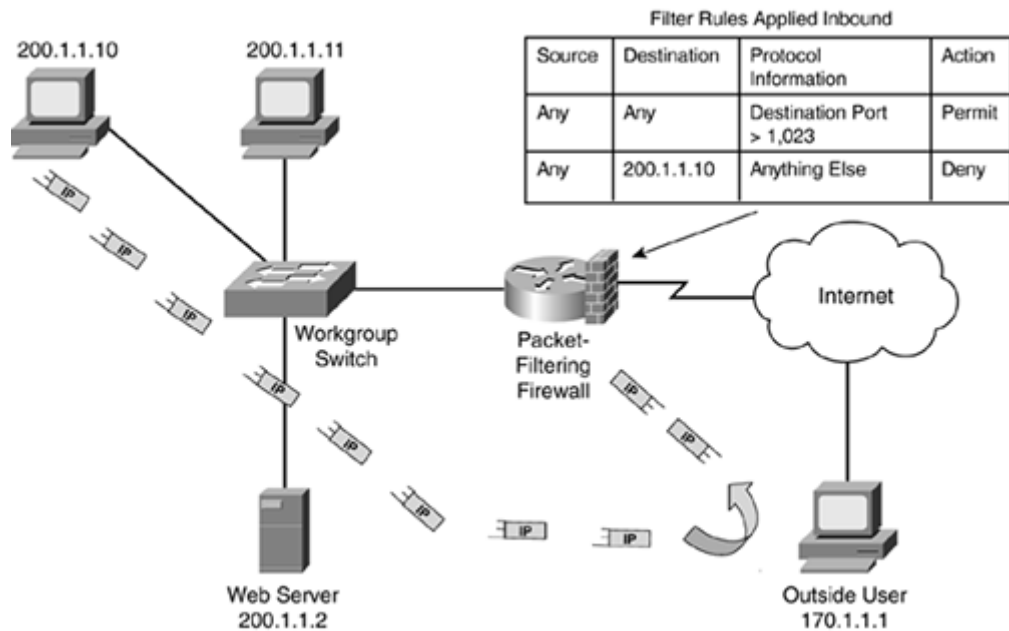 Filter Rules Applied Inbound
200.1.1.10
200.1.1.11
Source Destination Protocol Information Action
Any Any Destination Port > 1,023 Permit
Any 200.1.1.10 Anything Else Deny
IP
IP
IP
IP
IP
IP
IP
IP
IP
IP
Workgroup
Switch
Packet-
Filtering
Firewall
Internet
Web Server
200.1.1.2
Outside User
170.1.1.1